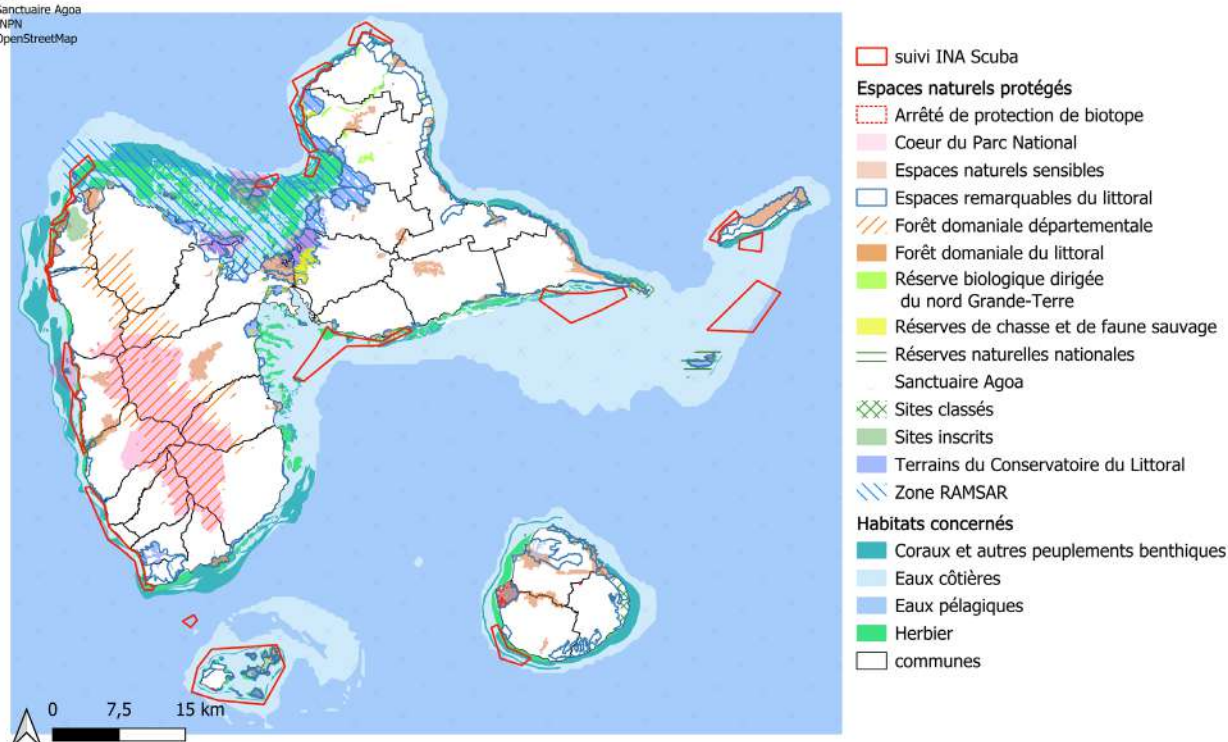 Sanctuaire Agoa
INPN
OpenStreetMap
suivi INA Scuba
Espaces naturels protégés
Arrêté de protection de biotope
Coeur du Parc National
Espaces naturels sensibles
Espaces remarquables du littoral
Forêt domaniale départementale
Forêt domaniale du littoral
Réserve biologique dirigée
du nord Grande-Terre
Réserves de chasse et de faune sauvage
Réserves naturelles nationales
Sanctuaire Agoa
Sites classés
Sites inscrits
Terrains du Conservatoire du Littoral
Zone RAMSAR
Habitats concernés
Coraux et autres peuplements benthiques
Eaux côtières
Eaux pélagiques
Herbier
communes
0 7,5 15 km